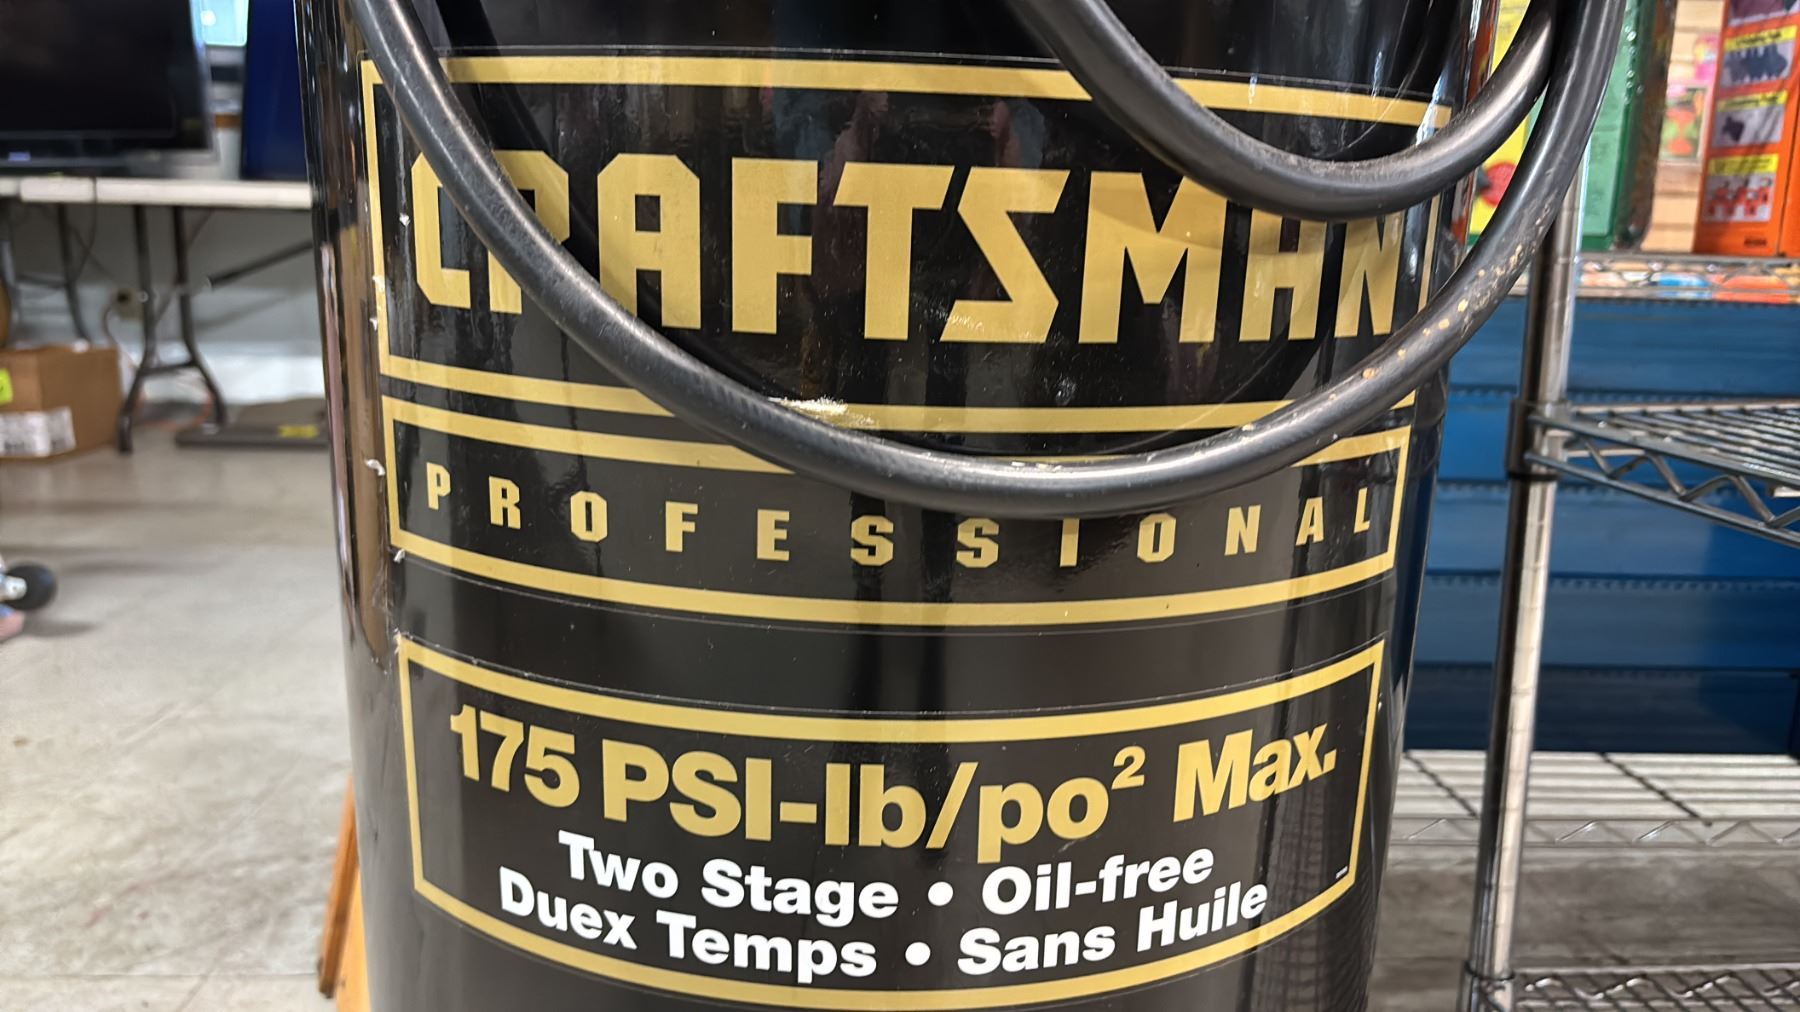 CRAFTSMAN
PROFESSIONAL
175 PSI-lb/po² Max.
Two Stage • Oil-free
Duex Temps • Sans Huile